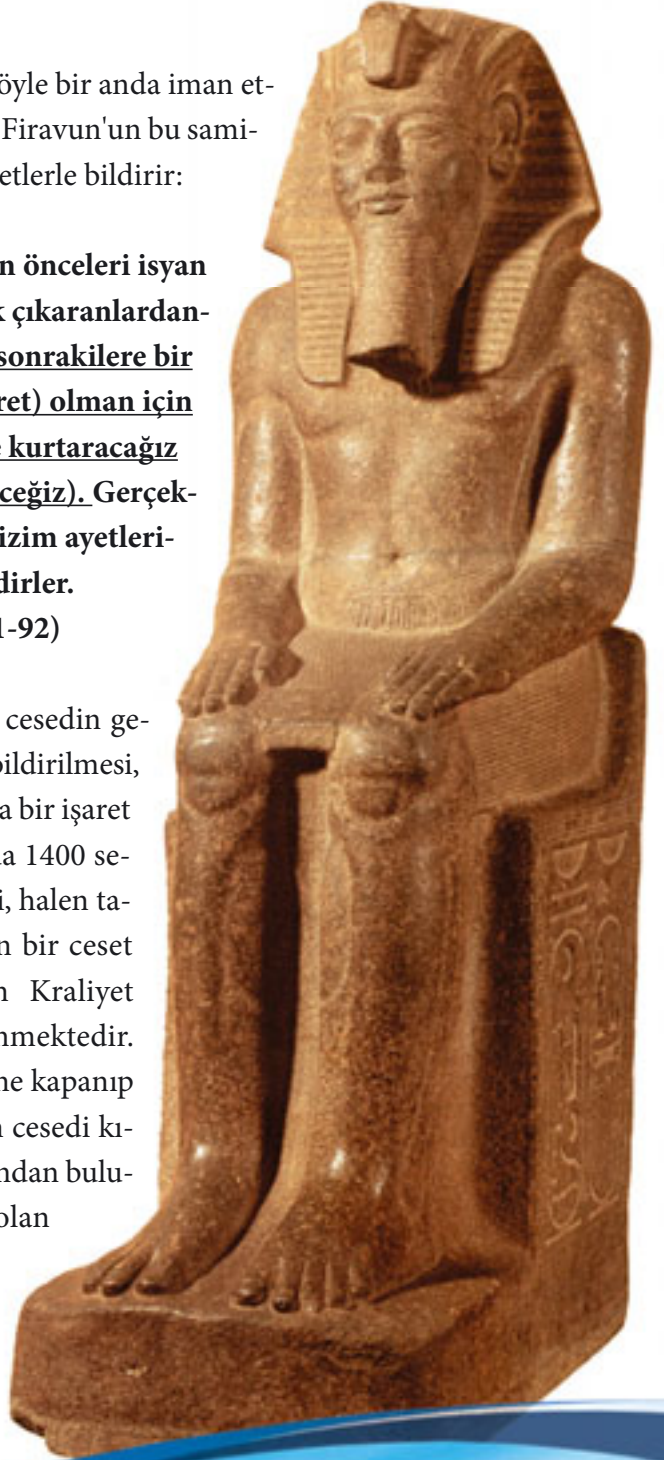 öyle bir anda iman et-
Firavun'un bu sami-
etlerle bildirir:
n önceleri isyan
k çıkaranlardan-
sonrakilere bir
ret) olman için
e kurtaracağız
ceğiz). Gerçek-
izim ayetleri-
dirler.
1-92)
cesedin ge-
bildirilmesi,
a bir işaret
da 1400 se-
i, halen ta-
n bir ceset
n Kraliyet
nmektedir.
ne kapanıp
n cesedi kı-
ndan bulu-
olan